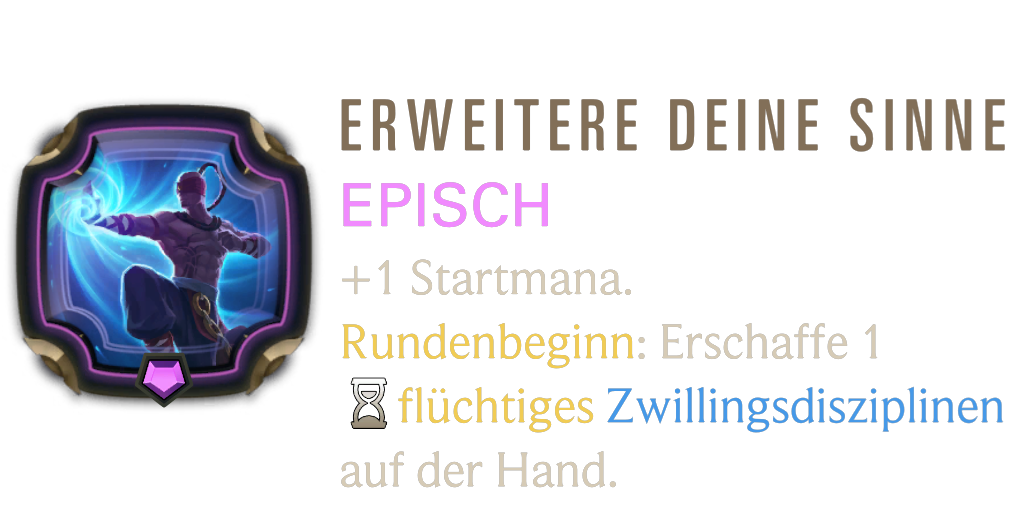 ERWEITERE DEINE SINNE
EPISCH
+1 Startmana.
Rundenbeginn: Erschaffe 1
flüchtiges Zwillingsdisziplinen
auf der Hand.